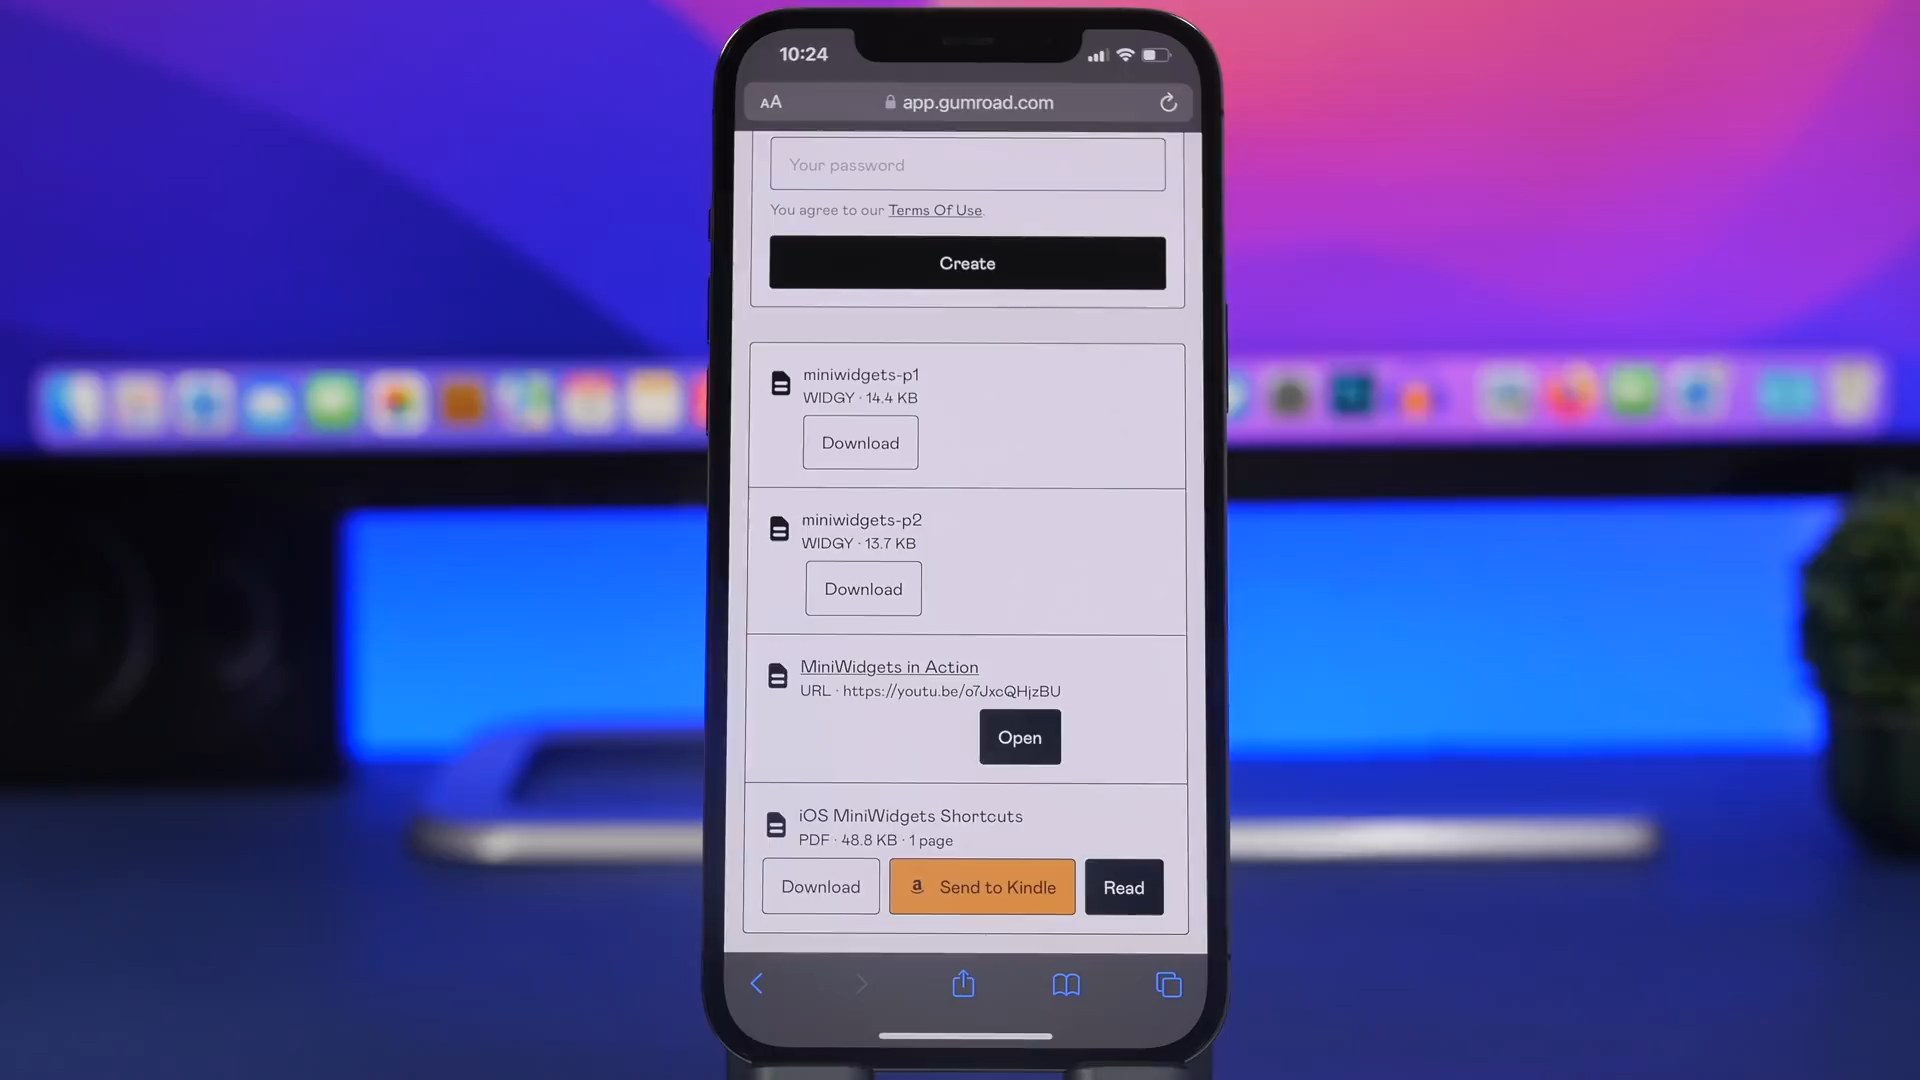 10:24
AA app.gumroad.com
Your password
You agree to our Terms Of Use.
Create
miniwidgets-p1
WIDGY · 14.4 KB
Download
miniwidgets-p2
WIDGY · 13.7 KB
Download
MiniWidgets in Action
URL · https://youtu.be/o7JxcQHjzBU
Open
iOS MiniWidgets Shortcuts
PDF · 48.8 KB · 1 page
Download
a Send to Kindle
Read